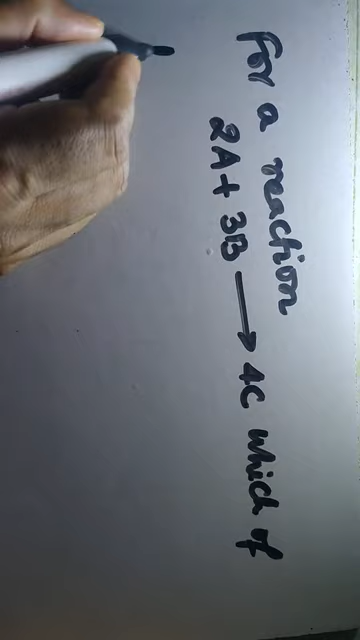 For a reaction
2A + 3B → 4C which of